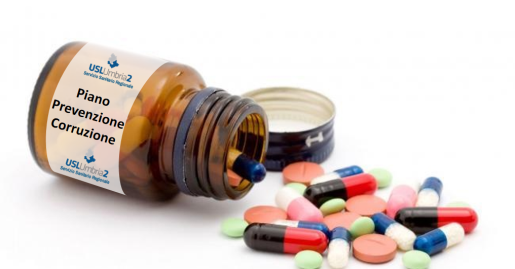 USLUmbria2
Servizio Sanitario Regionale
Piano
Prevenzione
Corruzione
USLUmbria2
Servizio Sanitario Regionale